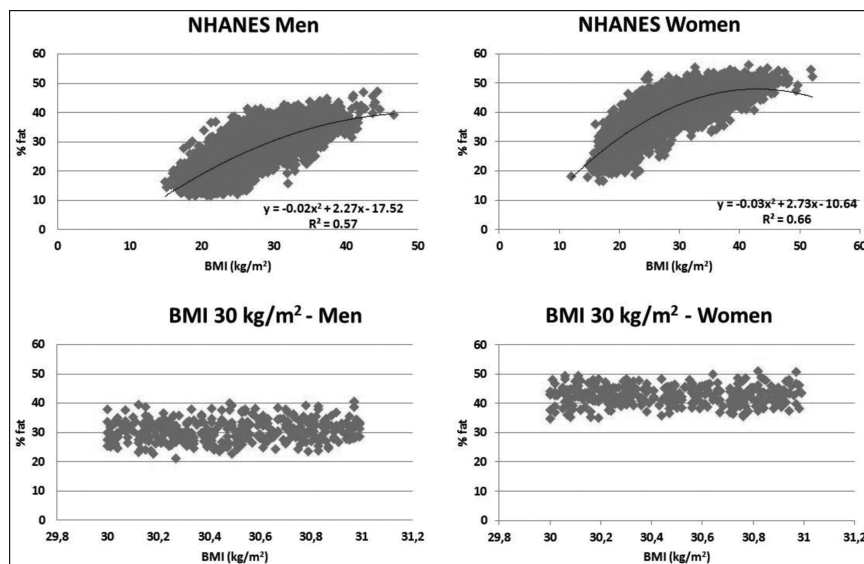 NHANES Men
60
50
40
30
20
10
0
% fat
y = -0.02x² + 2.27x - 17.52
R² = 0.57
0 10 20 30 40 50
BMI (kg/m²)
NHANES Women
60
50
40
30
20
10
0
% fat
y = -0.03x² + 2.73x - 10.64
R² = 0.66
0 10 20 30 40 50 60
BMI (kg/m²)
BMI 30 kg/m² - Men
60
50
40
30
20
10
0
% fat
29,8 30 30,2 30,4 30,6 30,8 31 31,2
BMI (kg/m²)
BMI 30 kg/m² - Women
60
50
40
30
20
10
0
% fat
29,8 30 30,2 30,4 30,6 30,8 31 31,2
BMI (kg/m²)